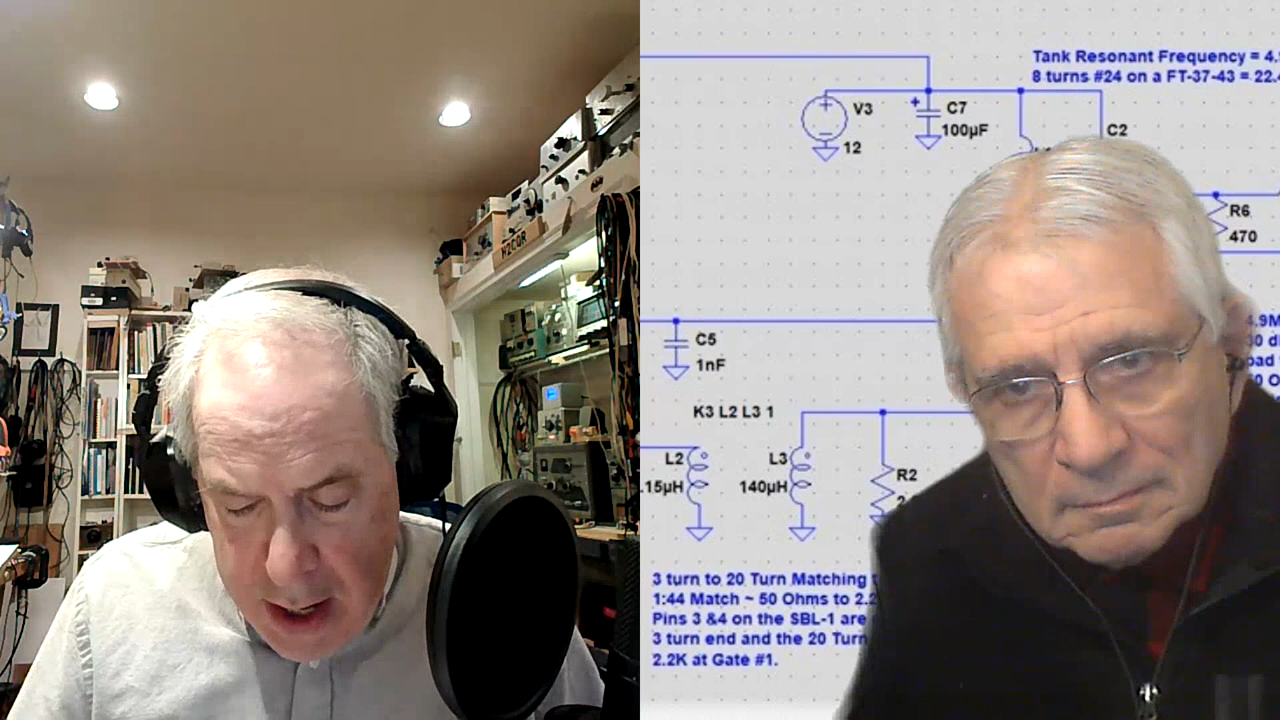 N2CQR
Tank Resonant Frequency = 4.
8 turns #24 on a FT-37-43 = 22.
V3
12
C7
100µF
C2
R6
470
C5
1nF
4.9M
K3 L2 L3 1
L2
.15µH
L3
140µH
R2
3 turn to 20 Turn Matching
1:44 Match ~ 50 Ohms to 2.2
Pins 3 &4 on the SBL-1 are
3 turn end and the 20 Turn
2.2K at Gate #1.